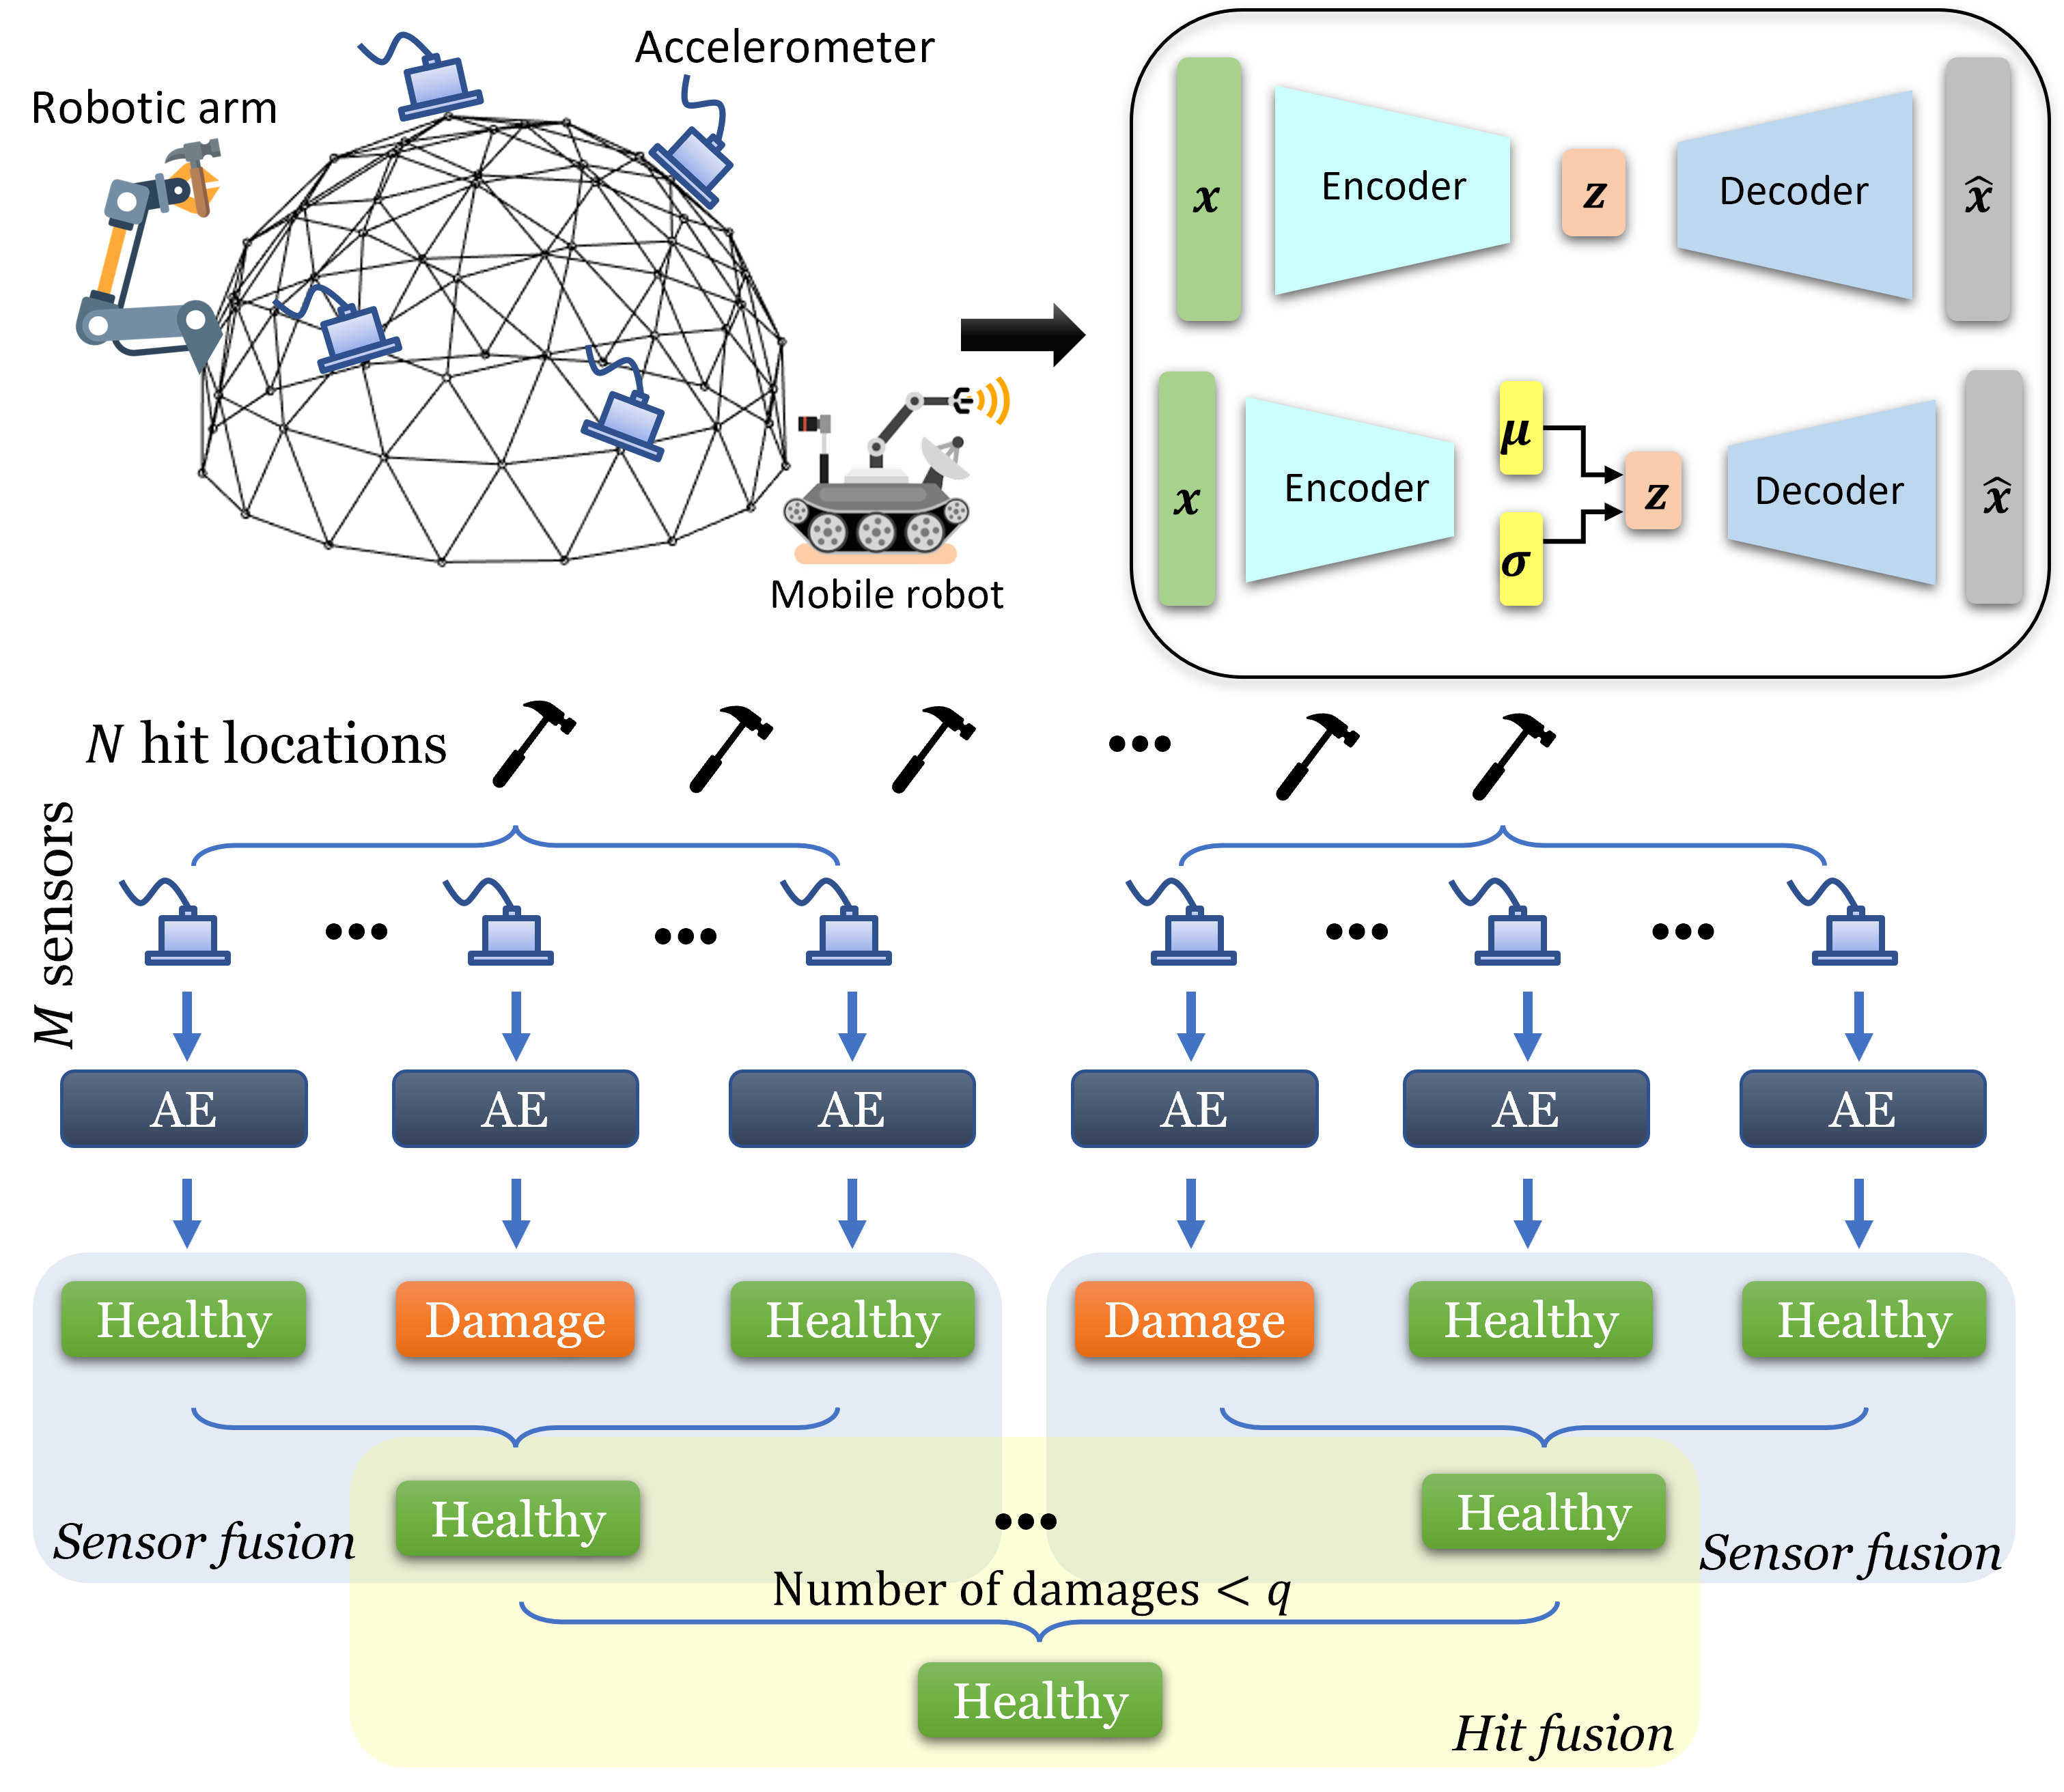 Accelerometer
Robotic arm
Mobile robot
x
Encoder
z
Decoder
x̂
x
Encoder
μ
σ
z
Decoder
x̂
N hit locations
M sensors
AE AE AE AE AE AE
Healthy Damage Healthy Damage Healthy Healthy
Healthy Healthy
Sensor fusion Sensor fusion
Number of damages < q
Healthy
Hit fusion